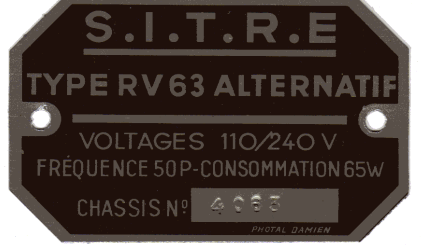 S.I.T.R.E
TYPE RV63 ALTERNATIF
VOLTAGES 110/240 V
FRÉQUENCE 50P-CONSOMMATION 65W
CHASSIS Nº 4063
PHOTAL DAMIEN